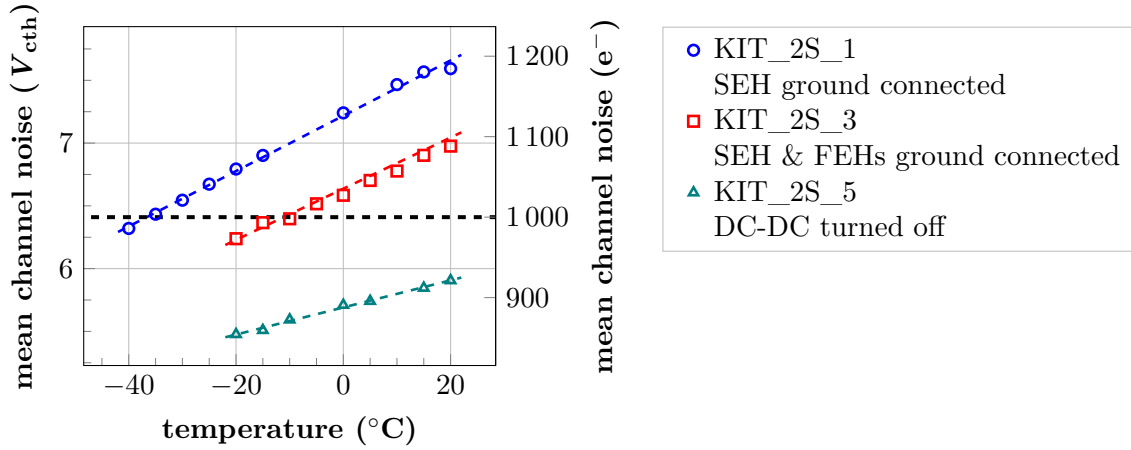 mean channel noise (V_cth)
7
6
−40
−20
0
20
temperature (°C)
1 200
1 100
1 000
900
mean channel noise (e⁻)
KIT_2S_1
SEH ground connected
KIT_2S_3
SEH & FEHs ground connected
KIT_2S_5
DC-DC turned off